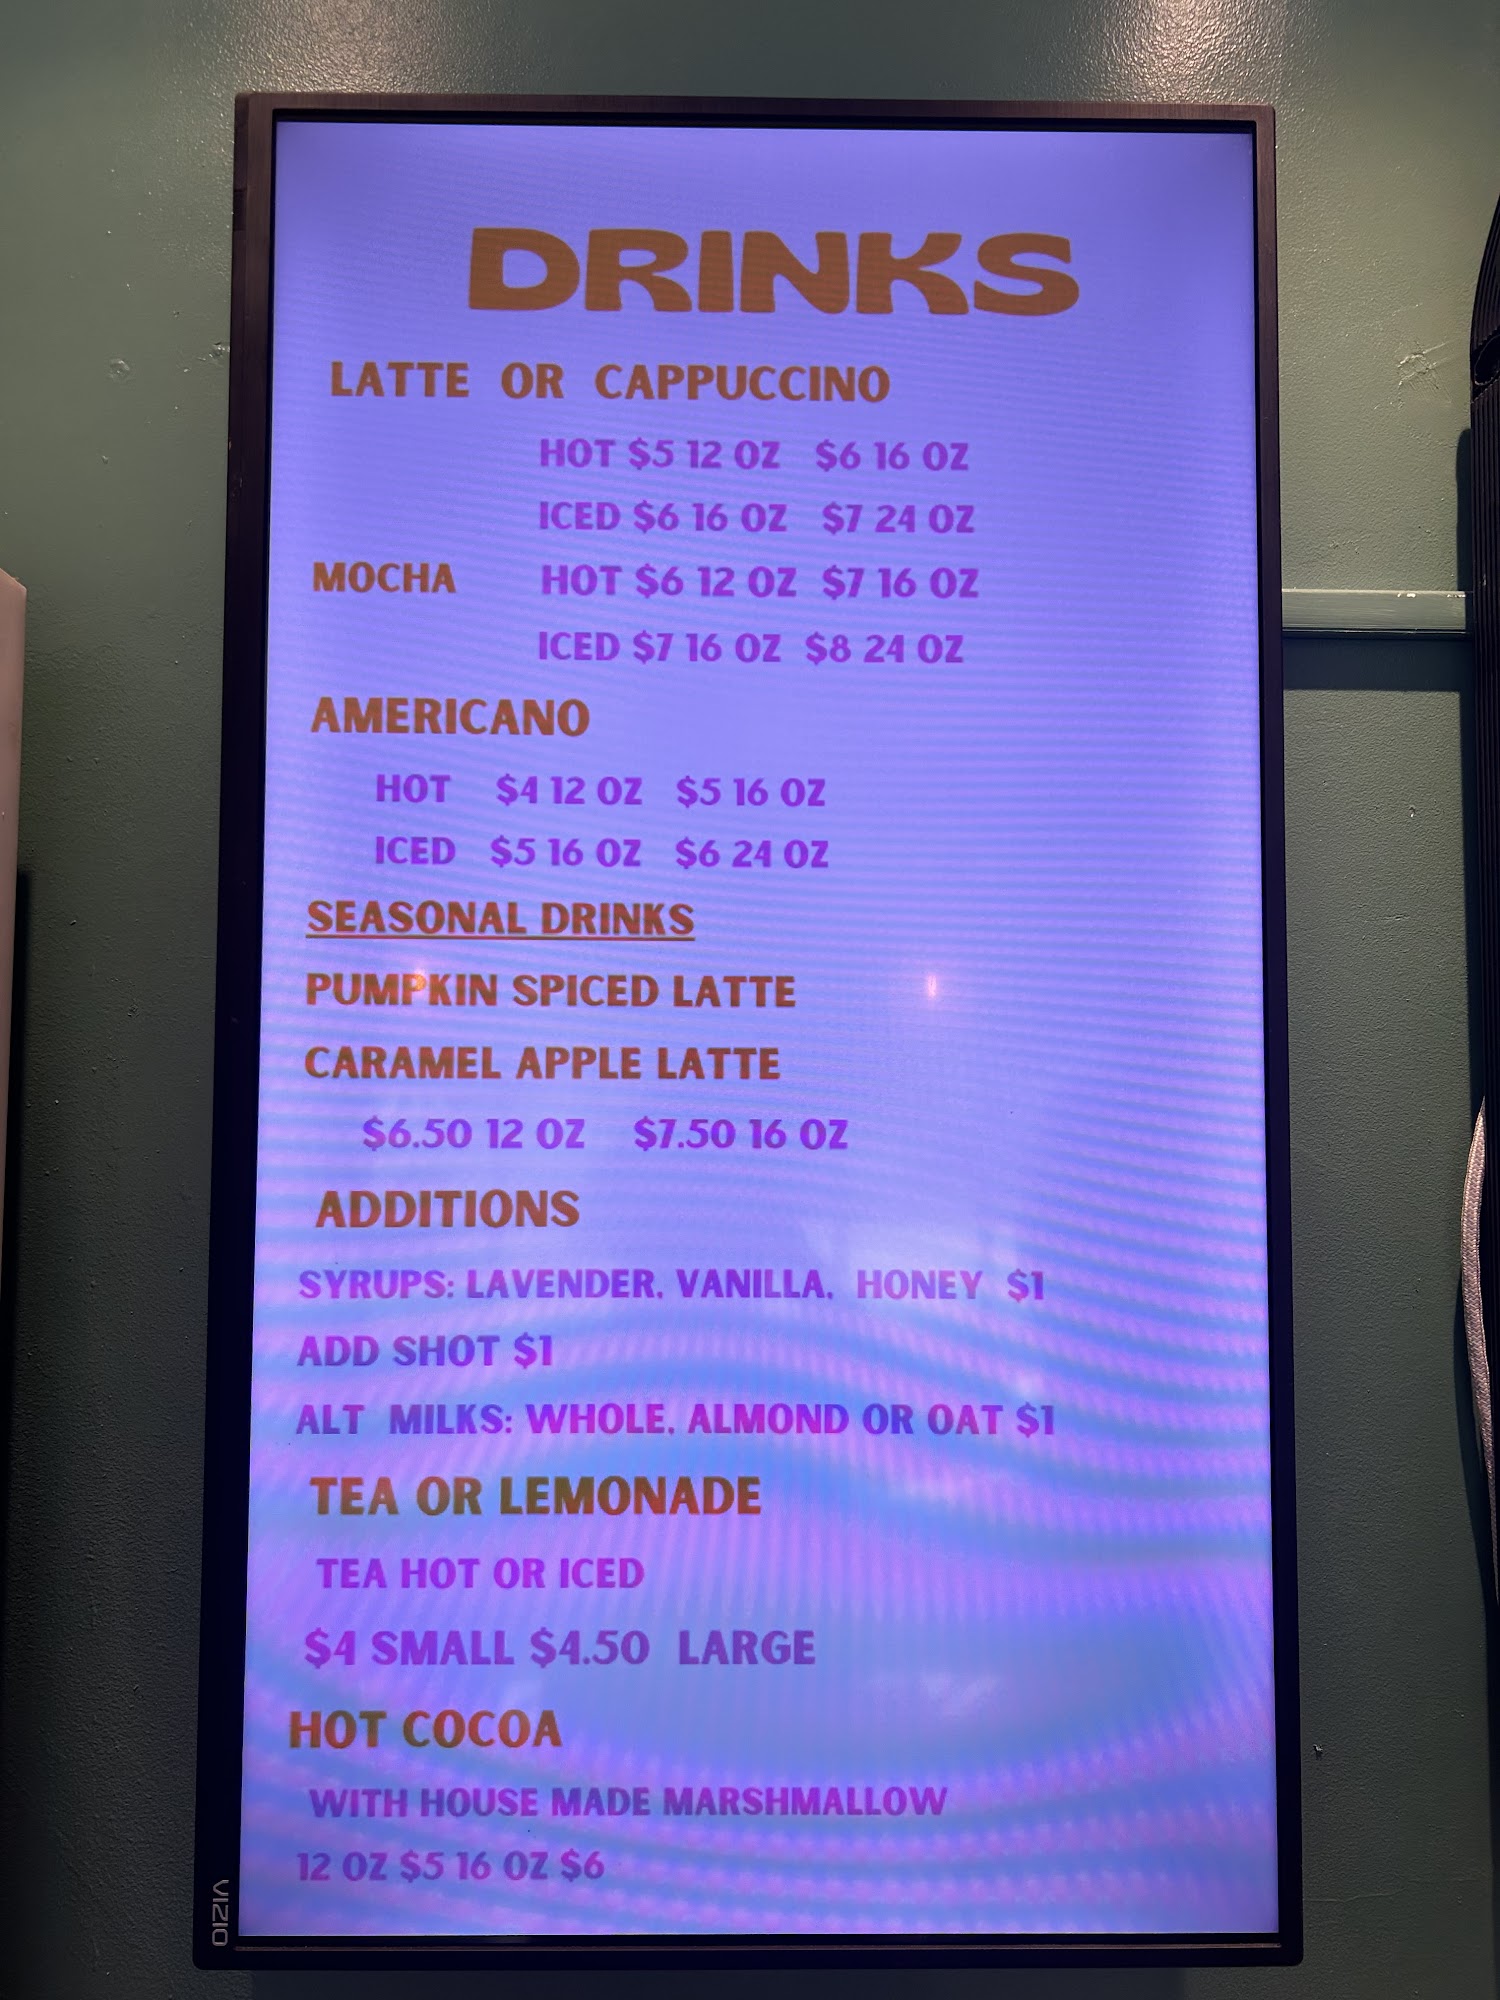 DRINKS
LATTE OR CAPPUCCINO
HOT $5 12 OZ $6 16 OZ
ICED $6 16 OZ $7 24 OZ
MOCHA HOT $6 12 OZ $7 16 OZ
ICED $7 16 OZ $8 24 OZ
AMERICANO
HOT $4 12 OZ $5 16 OZ
ICED $5 16 OZ $6 24 OZ
SEASONAL DRINKS
PUMPKIN SPICED LATTE
CARAMEL APPLE LATTE
$6.50 12 OZ $7.50 16 OZ
ADDITIONS
SYRUPS: LAVENDER, VANILLA, HONEY $1
ADD SHOT $1
ALT MILKS: WHOLE, ALMOND OR OAT $1
TEA OR LEMONADE
TEA HOT OR ICED
$4 SMALL $4.50 LARGE
HOT COCOA
WITH HOUSE MADE MARSHMALLOW
12 OZ $5 16 OZ $6
VIZIO